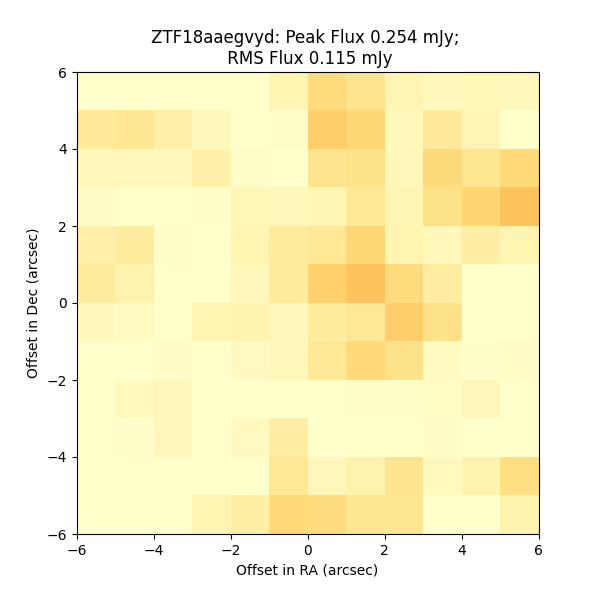 ZTF18aaegvyd: Peak Flux 0.254 mJy;
RMS Flux 0.115 mJy
6
4
2
0
−2
−4
−6
Offset in Dec (arcsec)
−6 −4 −2 0 2 4 6
Offset in RA (arcsec)